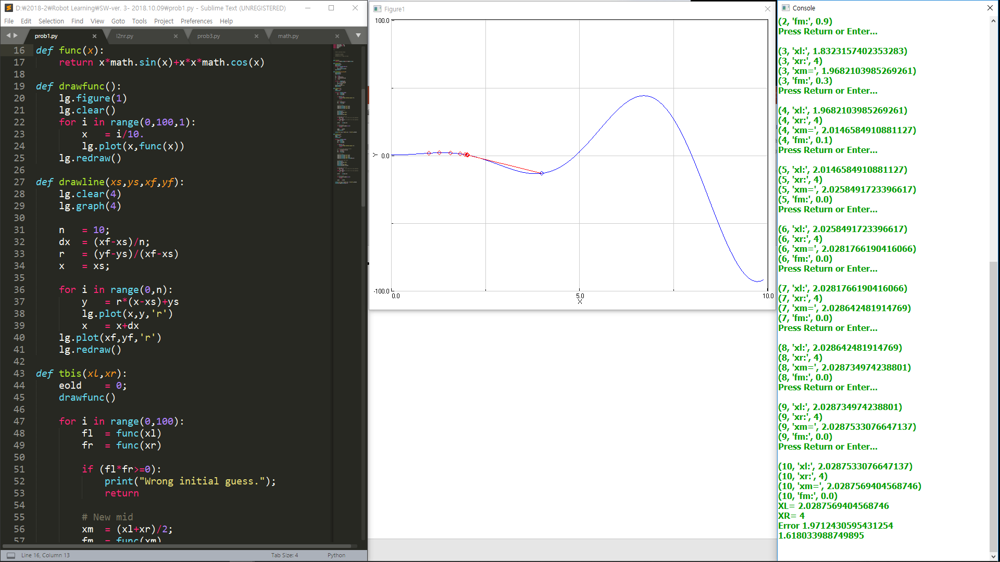 D:₩2018-2₩Robot Learning₩SW-ver. 3- 2018.10.09₩prob1.py - Sublime Text (UNREGISTERED)
File Edit Selection Find View Goto Tools Project Preferences Help
prob1.py l2nr.py prob3.py math.py
16 def func(x):
17 return x*math.sin(x)+x*x*math.cos(x)
18
19 def drawfunc():
20 lg.figure(1)
21 lg.clear()
22 for i in range(0,100,1):
23 x = i/10.
24 lg.plot(x,func(x))
25 lg.redraw()
26
27 def drawline(xs,ys,xf,yf):
28 lg.clear(4)
29 lg.graph(4)
30
31 n = 10;
32 dx = (xf-xs)/n;
33 r = (yf-ys)/(xf-xs)
34 x = xs;
35
36 for i in range(0,n):
37 y = r*(x-xs)+ys
38 lg.plot(x,y,'r')
39 x = x+dx
40 lg.plot(xf,yf,'r')
41 lg.redraw()
42
43 def tbis(xl,xr):
44 eold = 0;
45 drawfunc()
46
47 for i in range(0,100):
48 fl = func(xl)
49 fr = func(xr)
50
51 if (fl*fr>=0):
52 print("Wrong initial guess.");
53 return
54
55 # New mid
56 xm = (xl+xr)/2;
57 fm = func(xm)
Line 16, Column 13 Tab Size: 4 Python
Figure1
100.0
Y 0.0
-100.0
0.0 5.0 10.0
X
Console
(2, 'fm:', 0.9)
Press Return or Enter...
(3, 'xl:', 1.8323157402353283)
(3, 'xr:', 4)
(3, 'xm=', 1.9682103985269261)
(3, 'fm:', 0.3)
Press Return or Enter...
(4, 'xl:', 1.9682103985269261)
(4, 'xr:', 4)
(4, 'xm=', 2.0146584910881127)
(4, 'fm:', 0.1)
Press Return or Enter...
(5, 'xl:', 2.0146584910881127)
(5, 'xr:', 4)
(5, 'xm=', 2.0258491723396617)
(5, 'fm:', 0.0)
Press Return or Enter...
(6, 'xl:', 2.0258491723396617)
(6, 'xr:', 4)
(6, 'xm=', 2.0281766190416066)
(6, 'fm:', 0.0)
Press Return or Enter...
(7, 'xl:', 2.0281766190416066)
(7, 'xr:', 4)
(7, 'xm=', 2.028642481914769)
(7, 'fm:', 0.0)
Press Return or Enter...
(8, 'xl:', 2.028642481914769)
(8, 'xr:', 4)
(8, 'xm=', 2.028734974238801)
(8, 'fm:', 0.0)
Press Return or Enter...
(9, 'xl:', 2.028734974238801)
(9, 'xr:', 4)
(9, 'xm=', 2.0287533076647137)
(9, 'fm:', 0.0)
Press Return or Enter...
(10, 'xl:', 2.0287533076647137)
(10, 'xr:', 4)
(10, 'xm=', 2.0287569404568746)
(10, 'fm:', 0.0)
XL= 2.0287569404568746
XR= 4
Error 1.9712430595431254
1.618033988749895